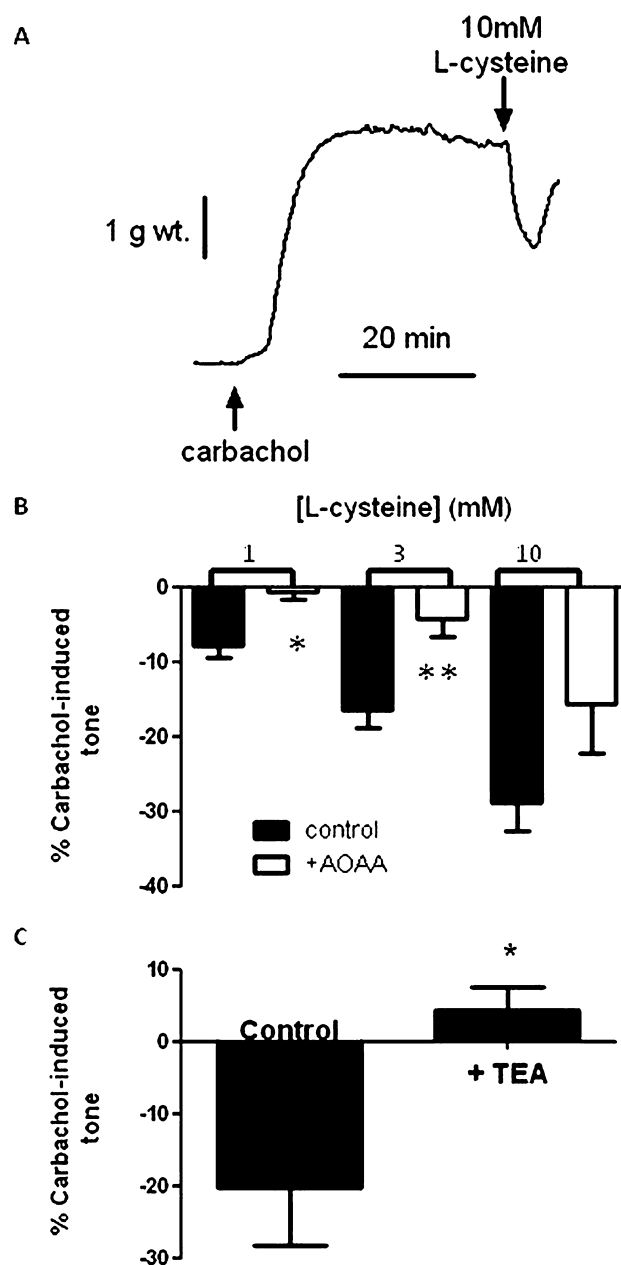 A
10mM
L-cysteine
1 g wt.
20 min
carbachol
B
[L-cysteine] (mM)
1 3 10
0
-10
-20
-30
-40
% Carbachol-induced
tone
*
**
control
+AOAA
C
*
10
0
-10
-20
-30
% Carbachol-induced
tone
Control
+ TEA